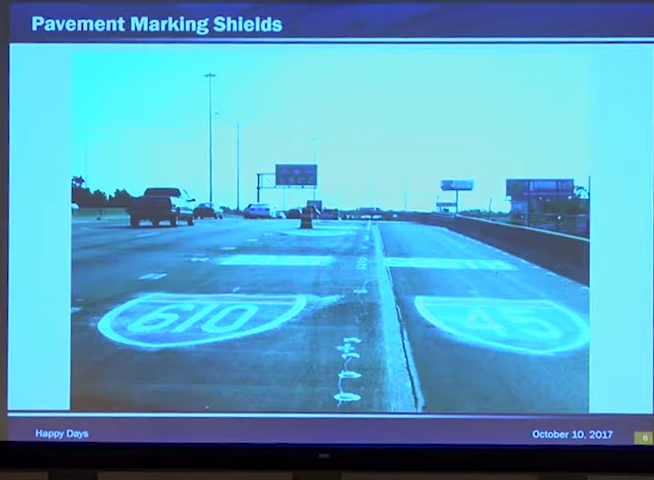 Pavement Marking Shields
610
45
Happy Days
October 10, 2017
6